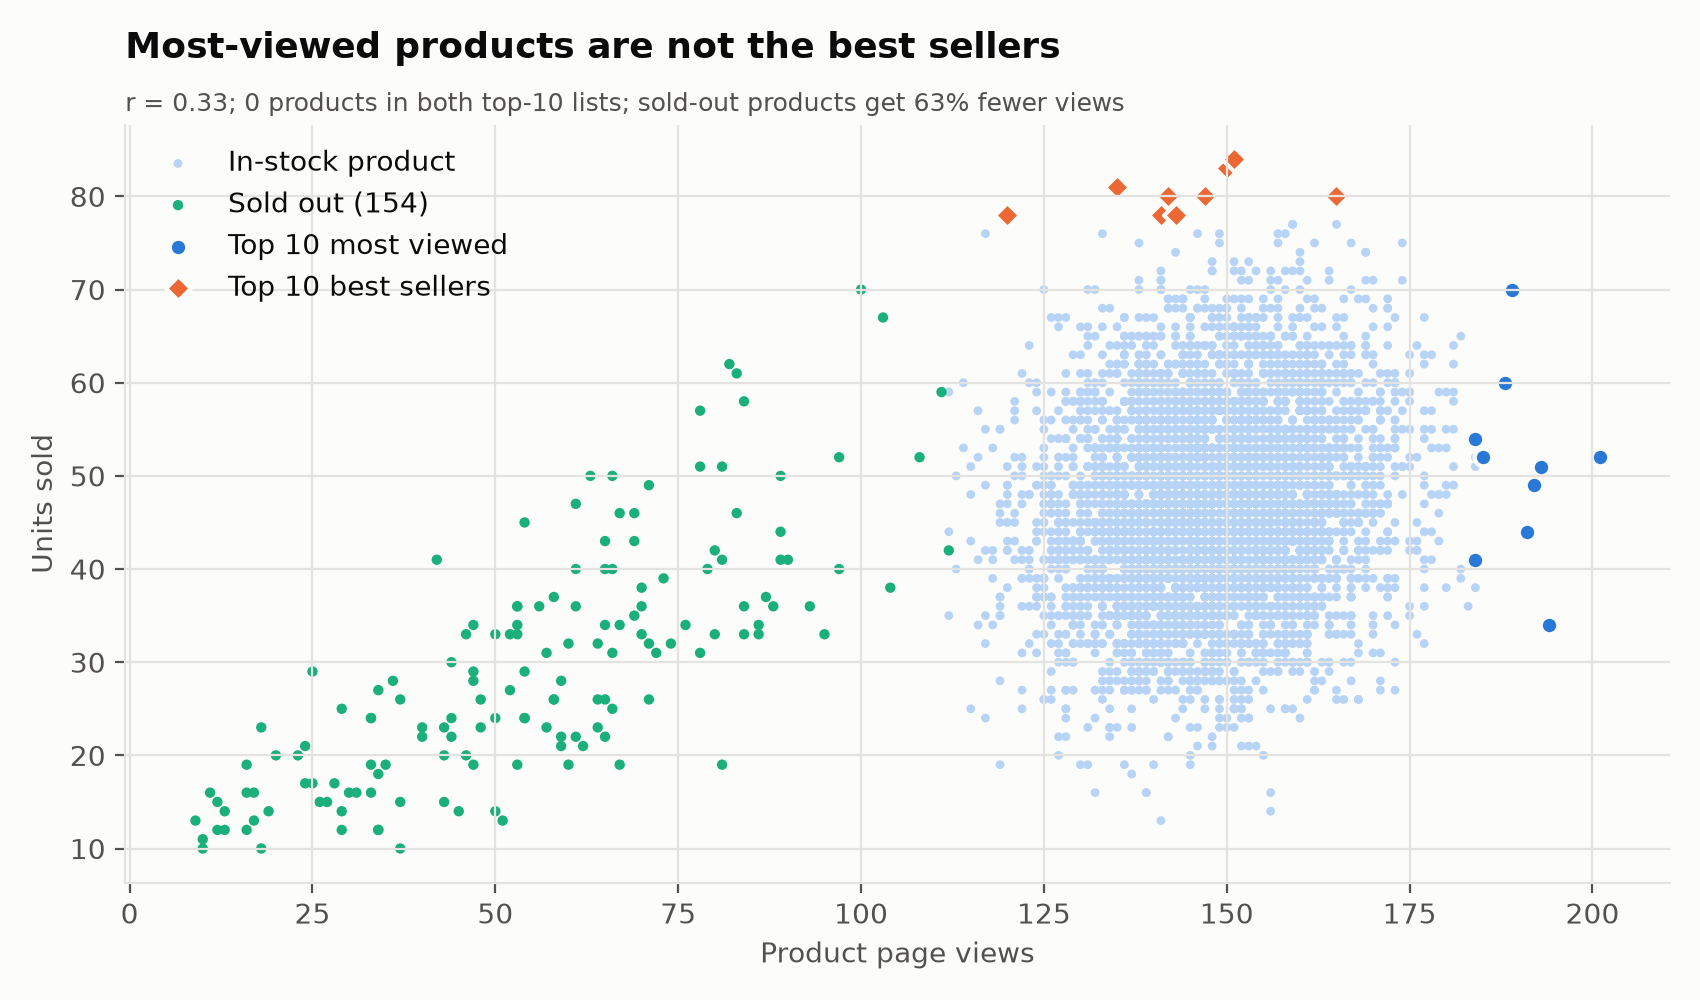 Most-viewed products are not the best sellers
r = 0.33; 0 products in both top-10 lists; sold-out products get 63% fewer views
In-stock product
Sold out (154)
Top 10 most viewed
Top 10 best sellers
80
70
60
50
40
30
20
10
Units sold
0 25 50 75 100 125 150 175 200
Product page views